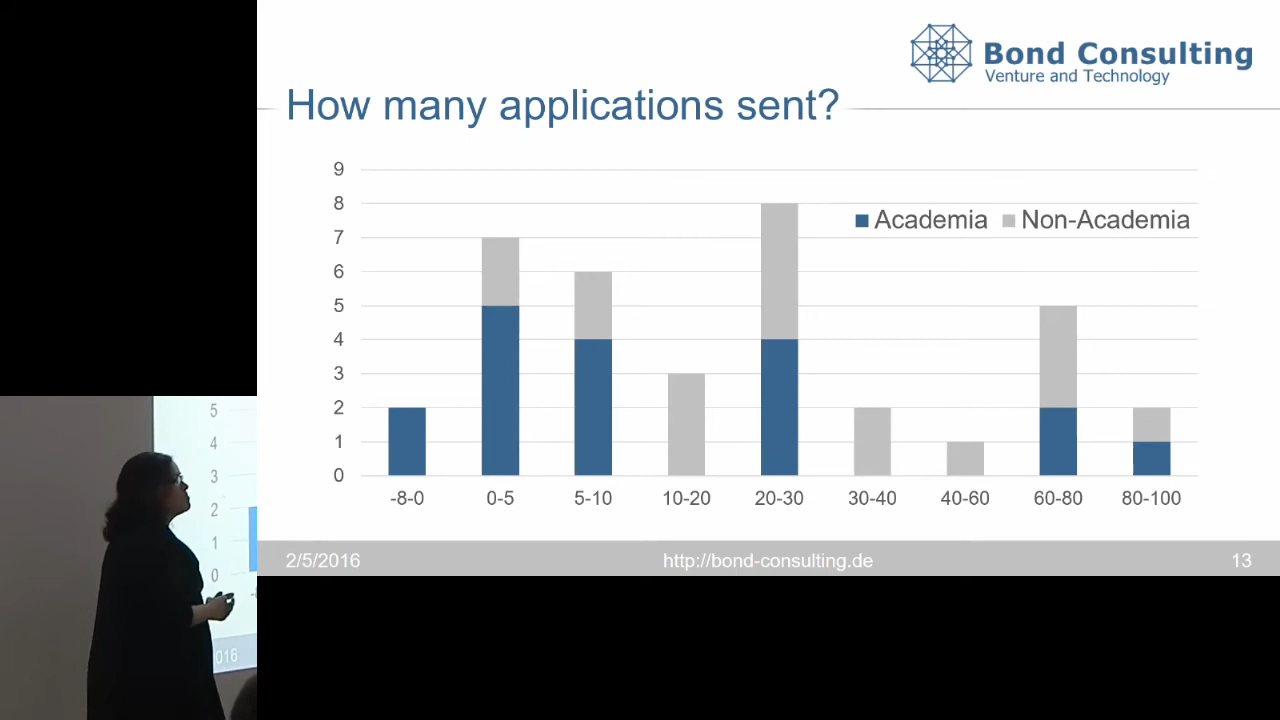 Bond Consulting
Venture and Technology
How many applications sent?
9
8
7
6
5
4
3
2
1
0
Academia Non-Academia
-8-0 0-5 5-10 10-20 20-30 30-40 40-60 60-80 80-100
2/5/2016 http://bond-consulting.de 13
5
4
3
2
1
0
016